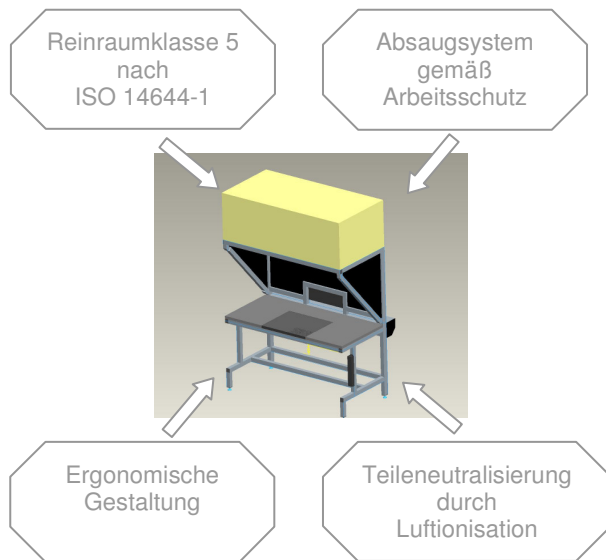 Reinraumklasse 5
nach
ISO 14644-1
Absaugsystem
gemäß
Arbeitsschutz
Ergonomische
Gestaltung
Teileneutralisierung
durch
Luftionisation